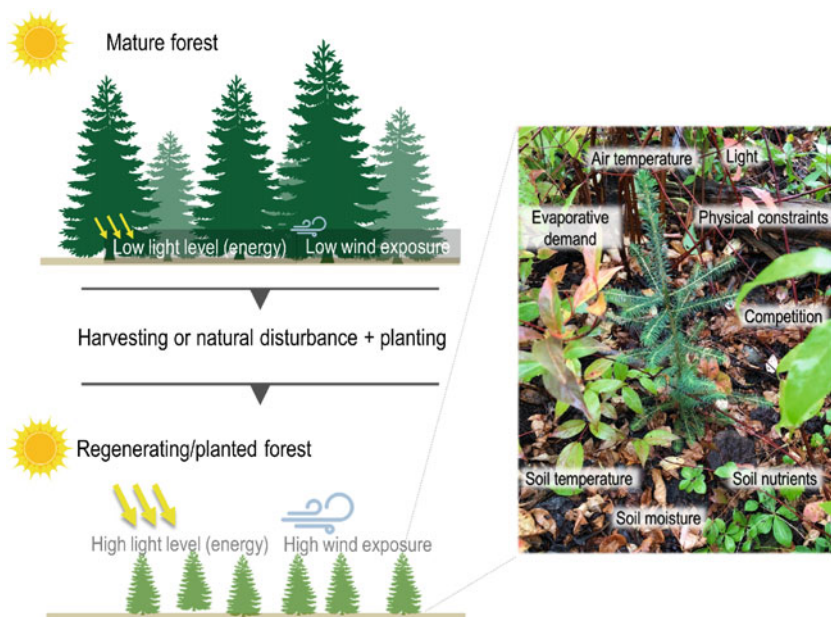 Mature forest
Low light level (energy)
Low wind exposure
Harvesting or natural disturbance + planting
Regenerating/planted forest
High light level (energy)
High wind exposure
Air temperature
Light
Evaporative
demand
Physical constraints
Competition
Soil temperature
Soil nutrients
Soil moisture